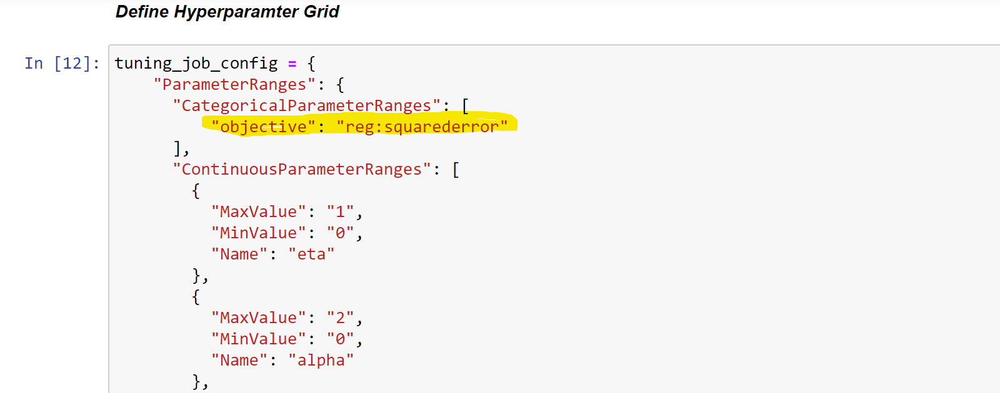 Define Hyperparamter Grid
In [12]: tuning_job_config = {
"ParameterRanges": {
"CategoricalParameterRanges": [
"objective": "reg:squarederror"
],
"ContinuousParameterRanges": [
{
"MaxValue": "1",
"MinValue": "0",
"Name": "eta"
},
{
"MaxValue": "2",
"MinValue": "0",
"Name": "alpha"
},